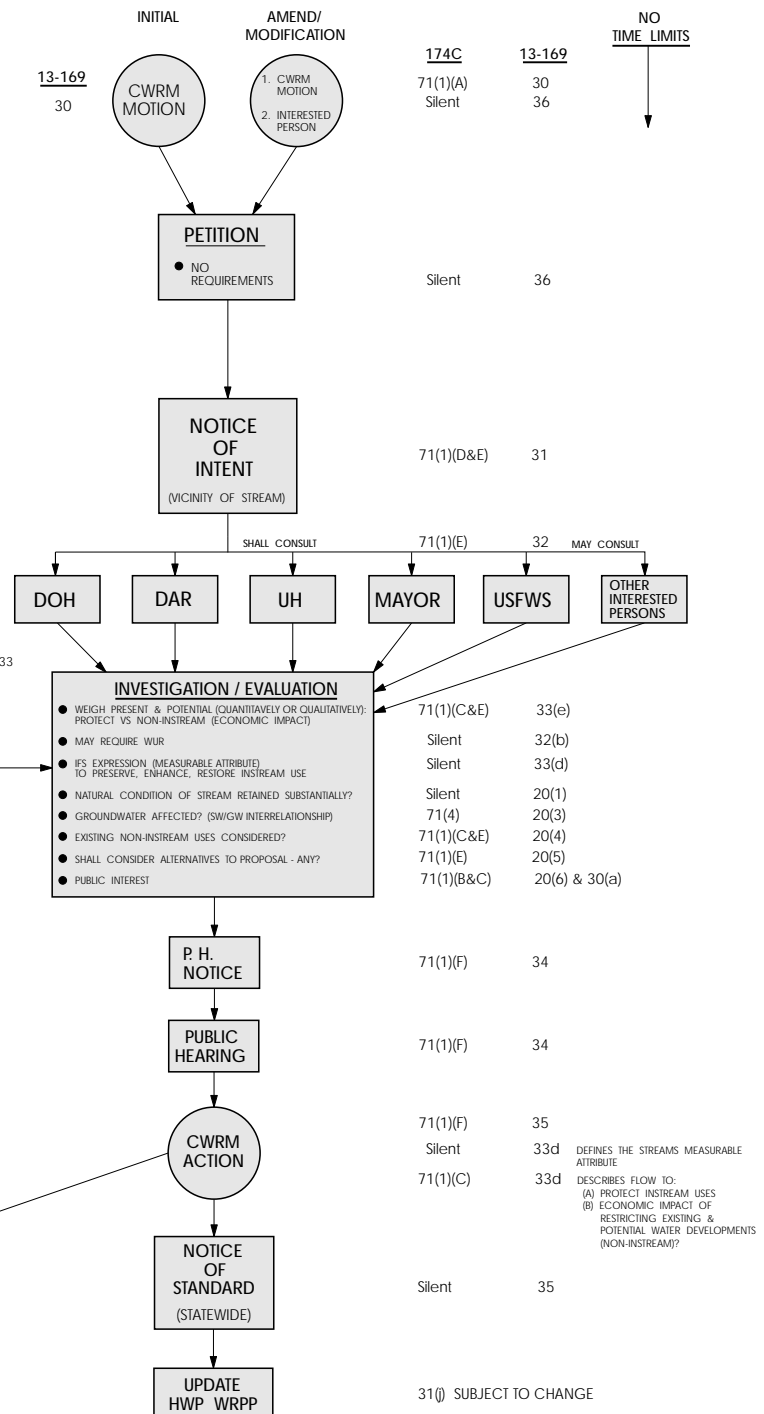 INITIAL
AMEND/
MODIFICATION
NO
TIME LIMITS
174C
13-169
13-169
30
CWRM
MOTION
1. CWRM
MOTION
2. INTERESTED
PERSON
71(1)(A) 30
Silent 36
PETITION
● NO
REQUIREMENTS
Silent 36
NOTICE
OF
INTENT
(VICINITY OF STREAM)
71(1)(D&E) 31
SHALL CONSULT
71(1)(E) 32
MAY CONSULT
DOH
DAR
UH
MAYOR
USFWS
OTHER
INTERESTED
PERSONS
33
INVESTIGATION / EVALUATION
● WEIGH PRESENT & POTENTIAL (QUANTITAVELY OR QUALITATIVELY):
PROTECT VS NON-INSTREAM (ECONOMIC IMPACT)
71(1)(C&E) 33(e)
● MAY REQUIRE WUR
Silent 32(b)
● IFS EXPRESSION (MEASURABLE ATTRIBUTE)
TO PRESERVE, ENHANCE, RESTORE INSTREAM USE
Silent 33(d)
● NATURAL CONDITION OF STREAM RETAINED SUBSTANTIALLY?
Silent 20(1)
● GROUNDWATER AFFECTED? (SW/GW INTERRELATIONSHIP)
71(4) 20(3)
● EXISTING NON-INSTREAM USES CONSIDERED?
71(1)(C&E) 20(4)
● SHALL CONSIDER ALTERNATIVES TO PROPOSAL - ANY?
71(1)(E) 20(5)
● PUBLIC INTEREST
71(1)(B&C) 20(6) & 30(a)
P. H.
NOTICE
71(1)(F) 34
PUBLIC
HEARING
71(1)(F) 34
CWRM
ACTION
71(1)(F) 35
Silent 33d DEFINES THE STREAMS MEASURABLE
ATTRIBUTE
71(1)(C) 33d DESCRIBES FLOW TO:
(A) PROTECT INSTREAM USES
(B) ECONOMIC IMPACT OF
RESTRICTING EXISTING &
POTENTIAL WATER DEVELOPMENTS
(NON-INSTREAM)?
NOTICE
OF
STANDARD
(STATEWIDE)
Silent 35
UPDATE
HWP WRPP
31(j) SUBJECT TO CHANGE